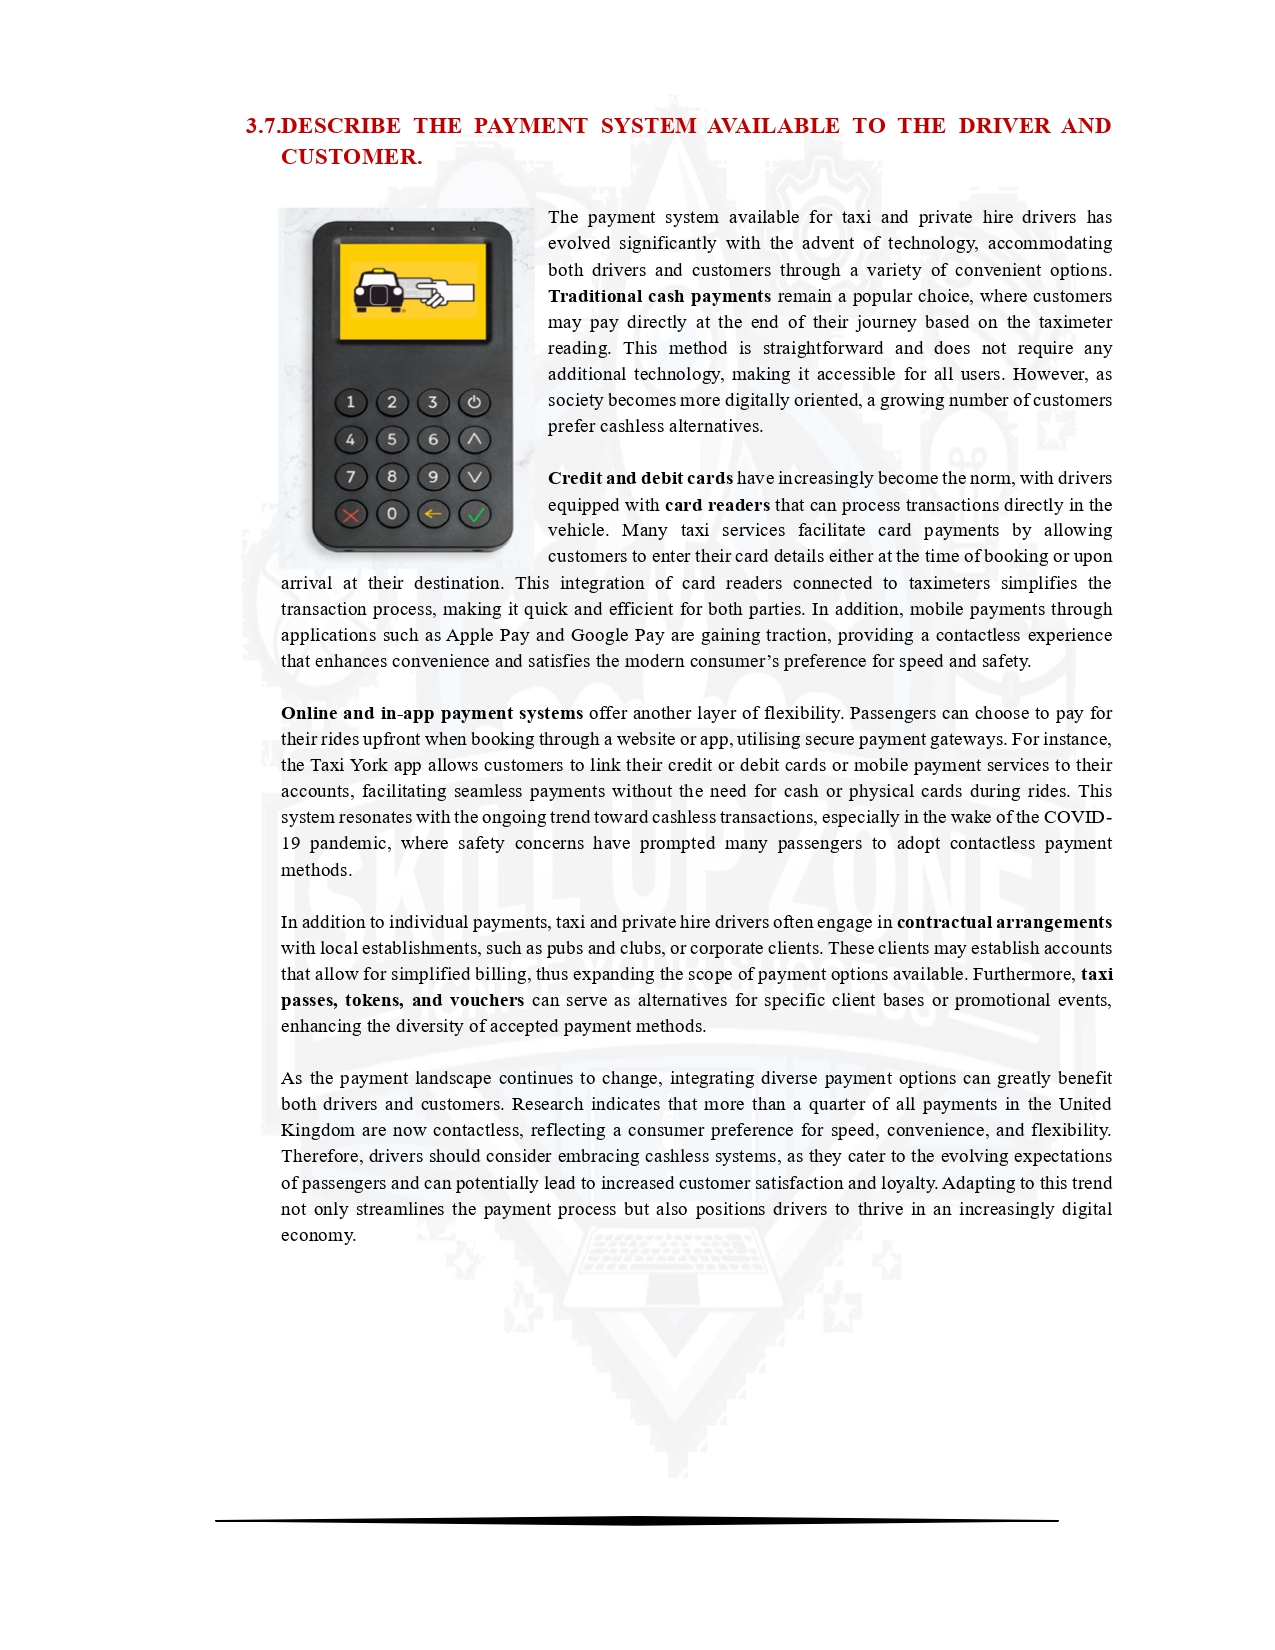 3.7.DESCRIBE THE PAYMENT SYSTEM AVAILABLE TO THE DRIVER AND
CUSTOMER.
The payment system available for taxi and private hire drivers has
evolved significantly with the advent of technology, accommodating
both drivers and customers through a variety of convenient options.
Traditional cash payments remain a popular choice, where customers
may pay directly at the end of their journey based on the taximeter
reading. This method is straightforward and does not require any
additional technology, making it accessible for all users. However, as
society becomes more digitally oriented, a growing number of customers
prefer cashless alternatives.
1 2 3
4 5 6
7 8 9
0
Credit and debit cards have increasingly become the norm, with drivers
equipped with card readers that can process transactions directly in the
vehicle. Many taxi services facilitate card payments by allowing
customers to enter their card details either at the time of booking or upon
arrival at their destination. This integration of card readers connected to taximeters simplifies the
transaction process, making it quick and efficient for both parties. In addition, mobile payments through
applications such as Apple Pay and Google Pay are gaining traction, providing a contactless experience
that enhances convenience and satisfies the modern consumer’s preference for speed and safety.
Online and in-app payment systems offer another layer of flexibility. Passengers can choose to pay for
their rides upfront when booking through a website or app, utilising secure payment gateways. For instance,
the Taxi York app allows customers to link their credit or debit cards or mobile payment services to their
accounts, facilitating seamless payments without the need for cash or physical cards during rides. This
system resonates with the ongoing trend toward cashless transactions, especially in the wake of the COVID-
19 pandemic, where safety concerns have prompted many passengers to adopt contactless payment
methods.
In addition to individual payments, taxi and private hire drivers often engage in contractual arrangements
with local establishments, such as pubs and clubs, or corporate clients. These clients may establish accounts
that allow for simplified billing, thus expanding the scope of payment options available. Furthermore, taxi
passes, tokens, and vouchers can serve as alternatives for specific client bases or promotional events,
enhancing the diversity of accepted payment methods.
As the payment landscape continues to change, integrating diverse payment options can greatly benefit
both drivers and customers. Research indicates that more than a quarter of all payments in the United
Kingdom are now contactless, reflecting a consumer preference for speed, convenience, and flexibility.
Therefore, drivers should consider embracing cashless systems, as they cater to the evolving expectations
of passengers and can potentially lead to increased customer satisfaction and loyalty. Adapting to this trend
not only streamlines the payment process but also positions drivers to thrive in an increasingly digital
economy.
SKILL UP ZONE
IGNITE YOUR SUCCESS